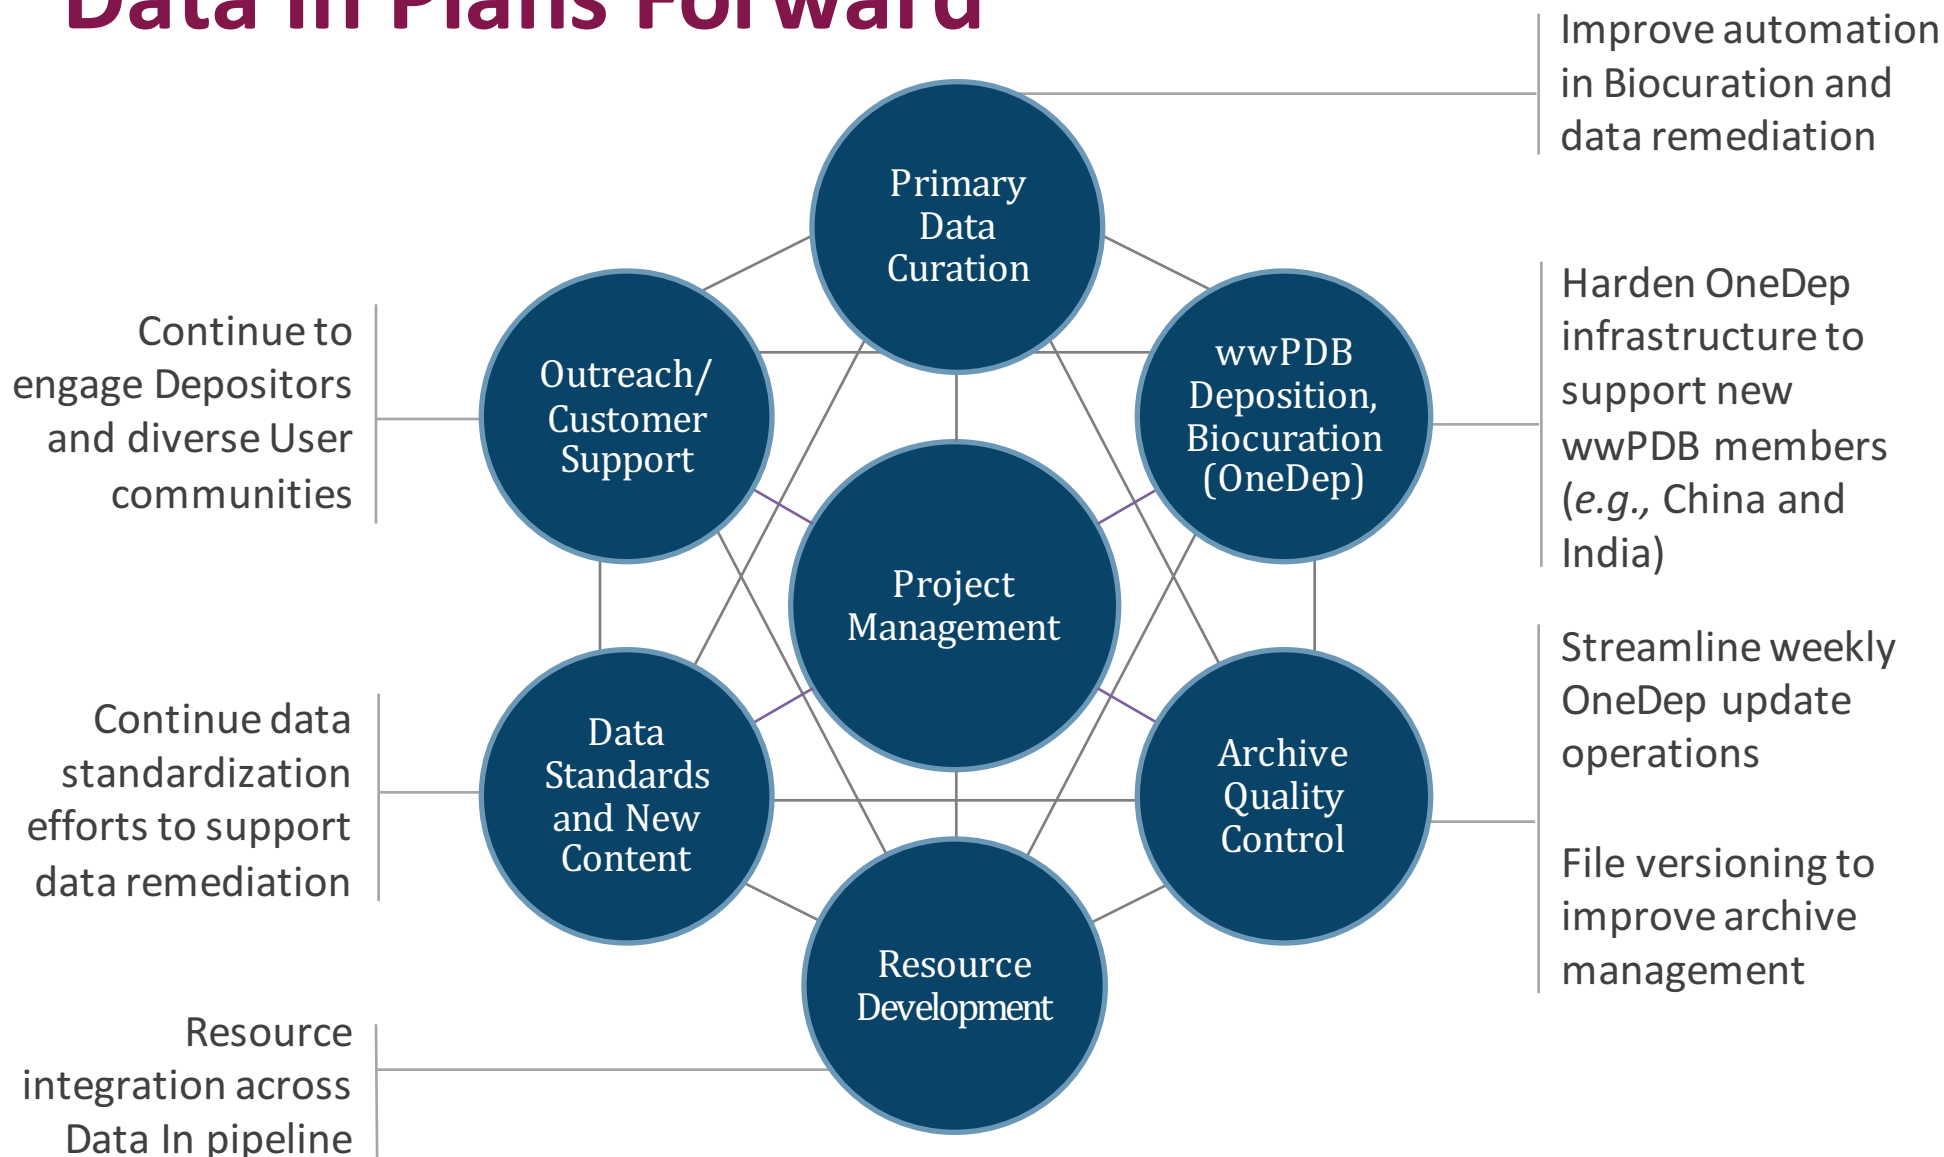 Data In Plans Forward
Improve automation
in Biocuration and
data remediation
Primary
Data
Curation
Harden OneDep
infrastructure to
support new
wwPDB members
(e.g., China and
India)
wwPDB
Deposition,
Biocuration
(OneDep)
Continue to
engage Depositors
and diverse User
communities
Outreach/
Customer
Support
Project
Management
Streamline weekly
OneDep update
operations
File versioning to
improve archive
management
Archive
Quality
Control
Continue data
standardization
efforts to support
data remediation
Data
Standards
and New
Content
Resource
Development
Resource
integration across
Data In pipeline